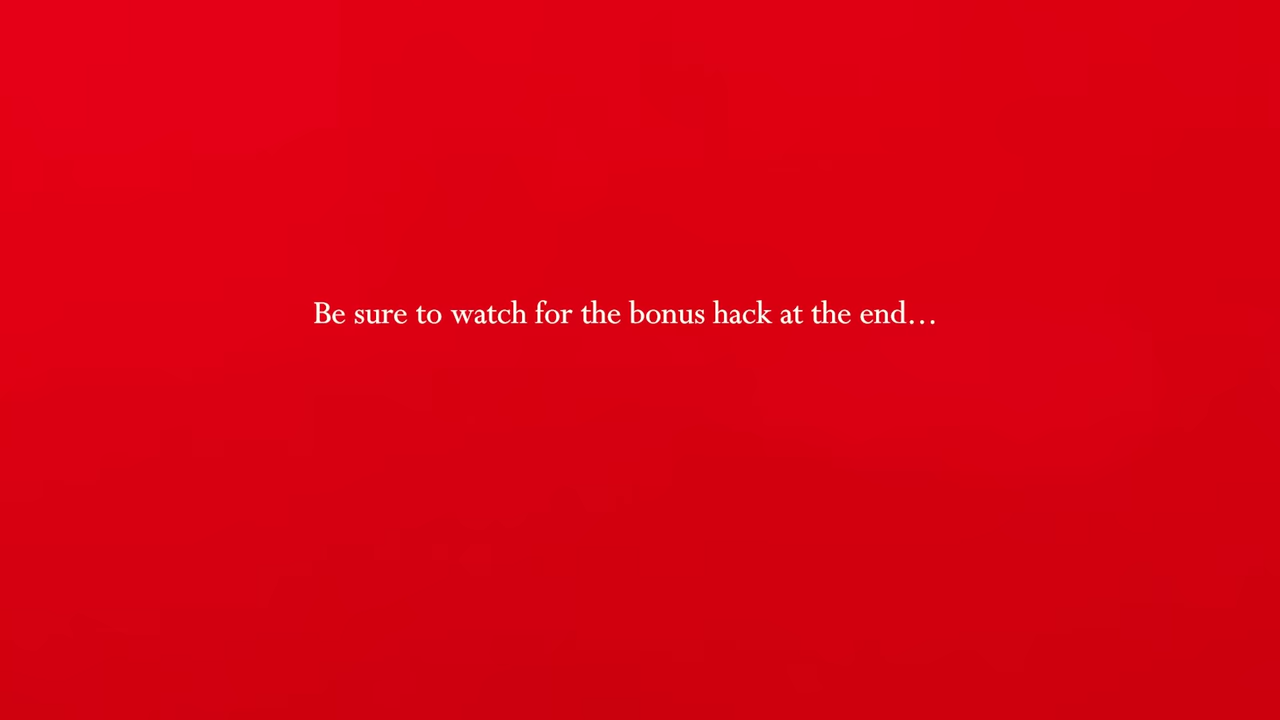 Be sure to watch for the bonus hack at the end…